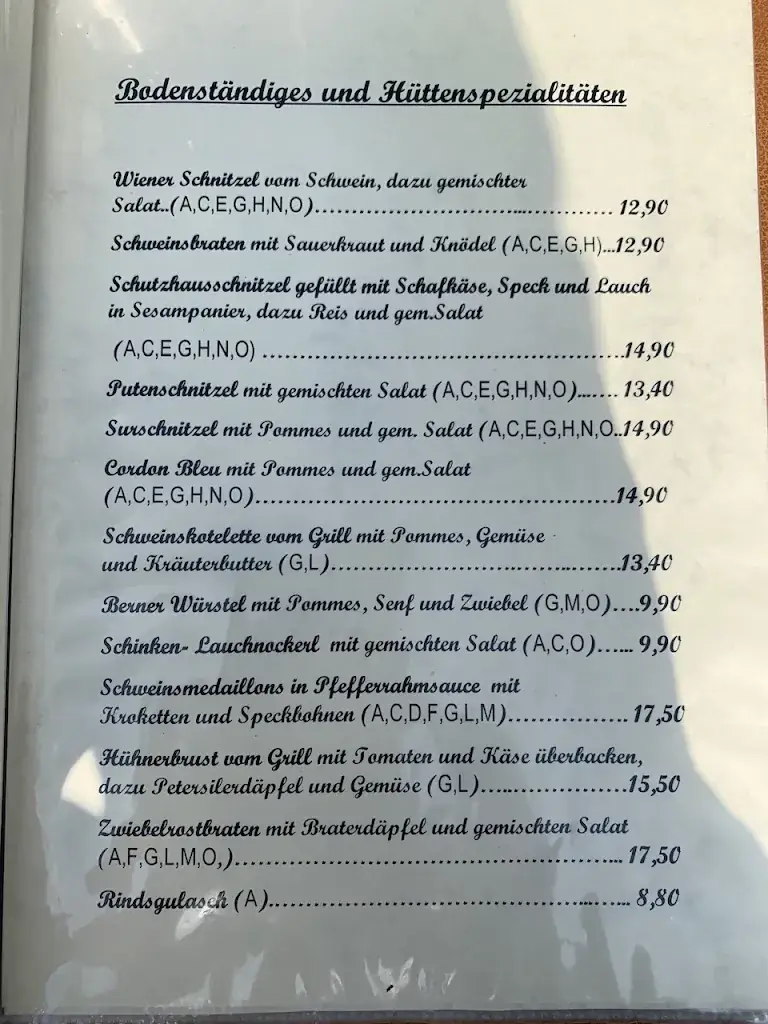 Bodenständiges und Hüttenspezialitäten
Wiener Schnitzel vom Schwein, dazu gemischter
Salat..(A,C,E,G,H,N,O)........................................... 12,90
Schweinsbraten mit Sauerkraut und Knödel (A,C,E,G,H)...12,90
Schutzhausschnitzel gefüllt mit Schafkäse, Speck und Lauch
in Sesampanier, dazu Reis und gem.Salat
(A,C,E,G,H,N,O) .....................................................14,90
Putenschnitzel mit gemischten Salat (A,C,E,G,H,N,O)....... 13,40
Surschnitzel mit Pommes und gem. Salat (A,C,E,G,H,N,O..14,90
Cordon Bleu mit Pommes und gem.Salat
(A,C,E,G,H,N,O).....................................................14,90
Schweinskotelette vom Grill mit Pommes, Gemüse
und Kräuterbutter (G,L)...........................................13,40
Berner Würstel mit Pommes, Senf und Zwiebel (G,M,O)....9,90
Schinken- Lauchnockerl mit gemischten Salat (A,C,O)...... 9,90
Schweinsmedaillons in Pfefferrahmsauce mit
Kroketten und Speckbohnen (A,C,D,F,G,L,M)................. 17,50
Hühnerbrust vom Grill mit Tomaten und Käse überbacken,
dazu Petersilerdäpfel und Gemüse (G,L).....................15,50
Zwiebelrostbraten mit Braterdäpfel und gemischten Salat
(A,F,G,L,M,O,)........................................................ 17,50
Rindsgulasch (A)..................................................... 8,80